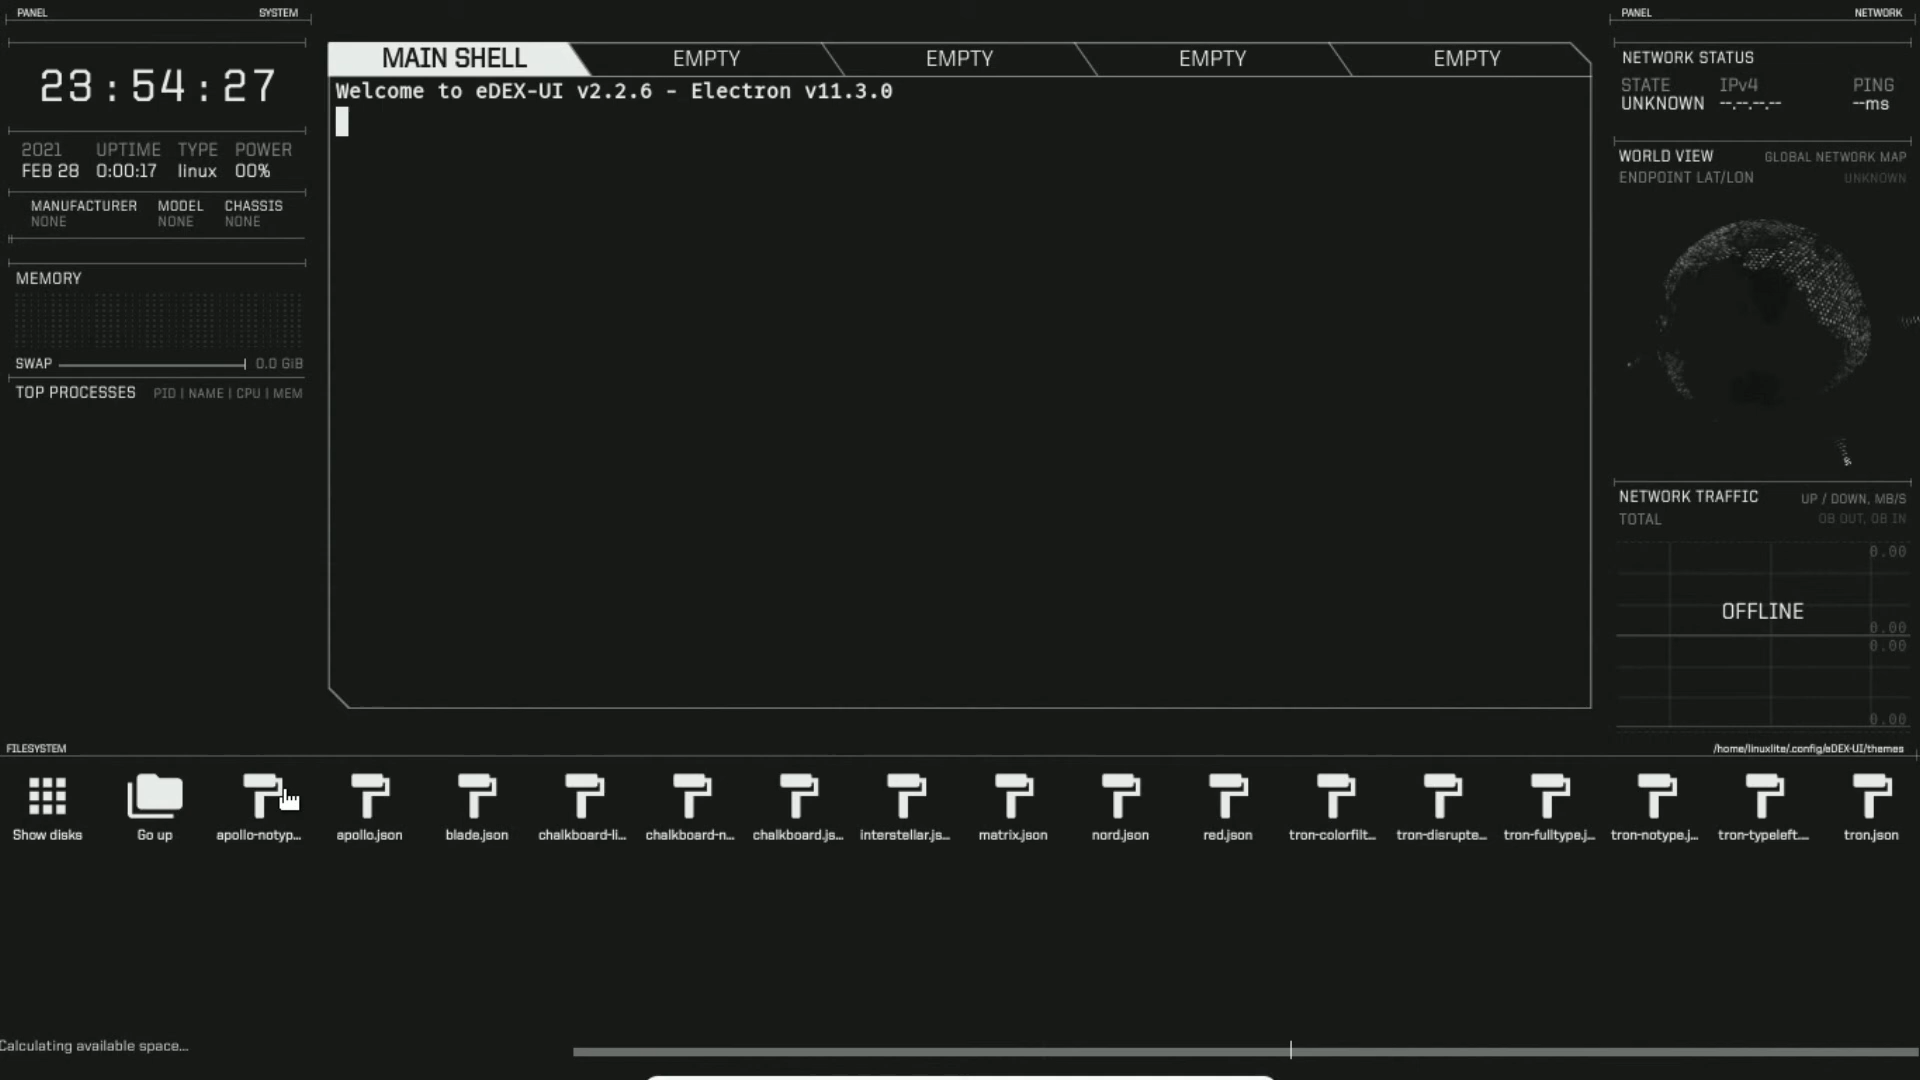 PANEL SYSTEM
23:54:27
2021 UPTIME TYPE POWER
FEB 28 0:00:17 linux 00%
MANUFACTURER MODEL CHASSIS
NONE NONE NONE
MEMORY
SWAP 0.0 GiB
TOP PROCESSES PID | NAME | CPU | MEM
MAIN SHELL EMPTY EMPTY EMPTY EMPTY
Welcome to eDEX-UI v2.2.6 - Electron v11.3.0
PANEL NETWORK
NETWORK STATUS
STATE IPv4 PING
UNKNOWN --.--.--.-- --ms
WORLD VIEW GLOBAL NETWORK MAP
ENDPOINT LAT/LON UNKNOWN
NETWORK TRAFFIC UP / DOWN, MB/S
TOTAL 0B OUT, 0B IN
0.00
OFFLINE
0.00
0.00
0.00
FILESYSTEM /home/linuxlite/.config/eDEX-UI/themes
Show disks Go up apollo-notyp... apollo.json blade.json chalkboard-li... chalkboard-n... chalkboard.js... interstellar.js... matrix.json nord.json red.json tron-colorfilt... tron-disrupte... tron-fulltype.j... tron-notype.j... tron-typeleft.... tron.json
Calculating available space...